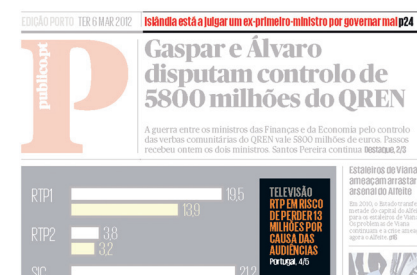 EDIÇÃO PORTO TER 6 MAR 2012 Islândia está a julgar um ex-primeiro-ministro por governar mal p24
P
publico.pt
Gaspar e Álvaro
disputam controlo de
5800 milhões do QREN
A guerra entre os ministros das Finanças e da Economia pelo controlo
das verbas comunitárias do QREN vale 5800 milhões de euros. Passos
recebeu ontem os dois ministros. Santos Pereira continua Destaque, 2/3
RTP1 19,5
13,9
RTP2 3,8
3,2
SIC 21,2
TELEVISÃO
RTP EM RISCO
DE PERDER 13
MILHÕES POR
CAUSA DAS
AUDIÊNCIAS
Portugal, 4/5
Estaleiros de Viana
ameaçam arrastar
arsenal do Alfeite